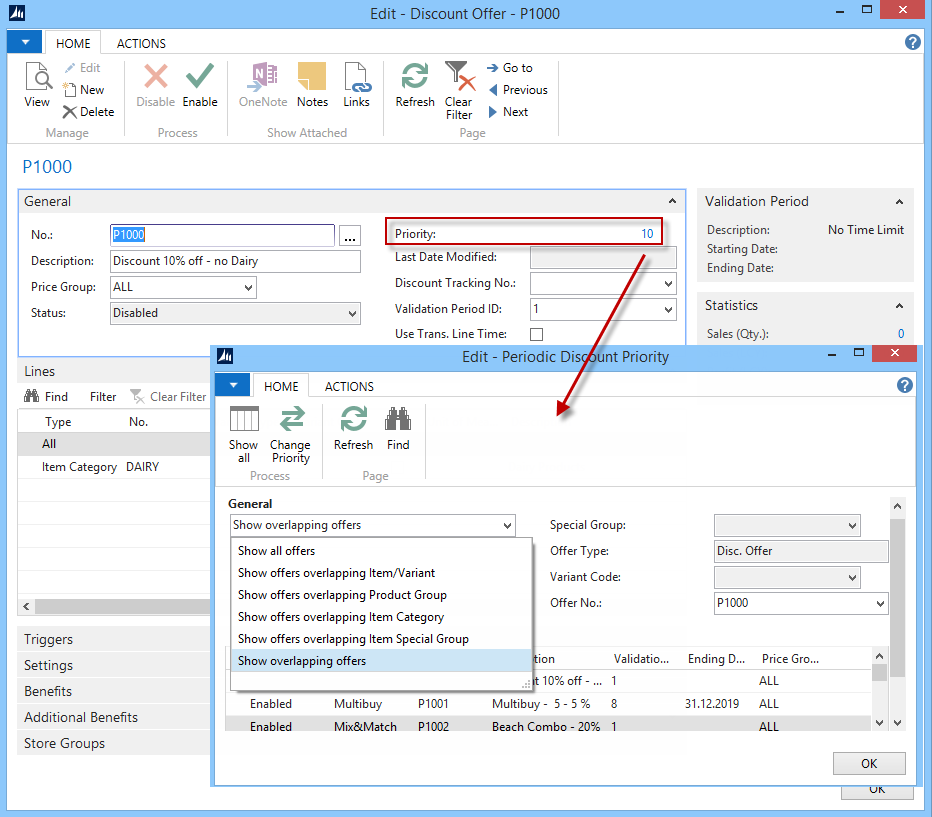 Edit - Discount Offer - P1000
HOME ACTIONS
View
Edit
New
Delete
Manage
Disable Enable
Process
OneNote Notes Links
Show Attached
Refresh Clear Filter
Go to
Previous
Next
Page
P1000
General
No.: P1000
Description: Discount 10% off - no Dairy
Price Group: ALL
Status: Disabled
Priority: 10
Last Date Modified:
Discount Tracking No.:
Validation Period ID: 1
Use Trans. Line Time:
Validation Period
Description: No Time Limit
Starting Date:
Ending Date:
Statistics
Sales (Qty.): 0
Lines
Find Filter Clear Filter
Type No.
All
Item Category DAIRY
Triggers
Settings
Benefits
Additional Benefits
Store Groups
Edit - Periodic Discount Priority
HOME ACTIONS
Show all Change Priority
Process
Refresh Find
Page
General
Show overlapping offers
Show all offers
Show offers overlapping Item/Variant
Show offers overlapping Product Group
Show offers overlapping Item Category
Show offers overlapping Item Special Group
Show overlapping offers
Special Group:
Offer Type: Disc. Offer
Variant Code:
Offer No.: P1000
tion Validatio... Ending D... Price Gro...
t 10% off - ... 1 ALL
Enabled Multibuy P1001 Multibuy - 5 - 5 % 8 31.12.2019 ALL
Enabled Mix&Match P1002 Beach Combo - 20% 1 ALL
OK
OK